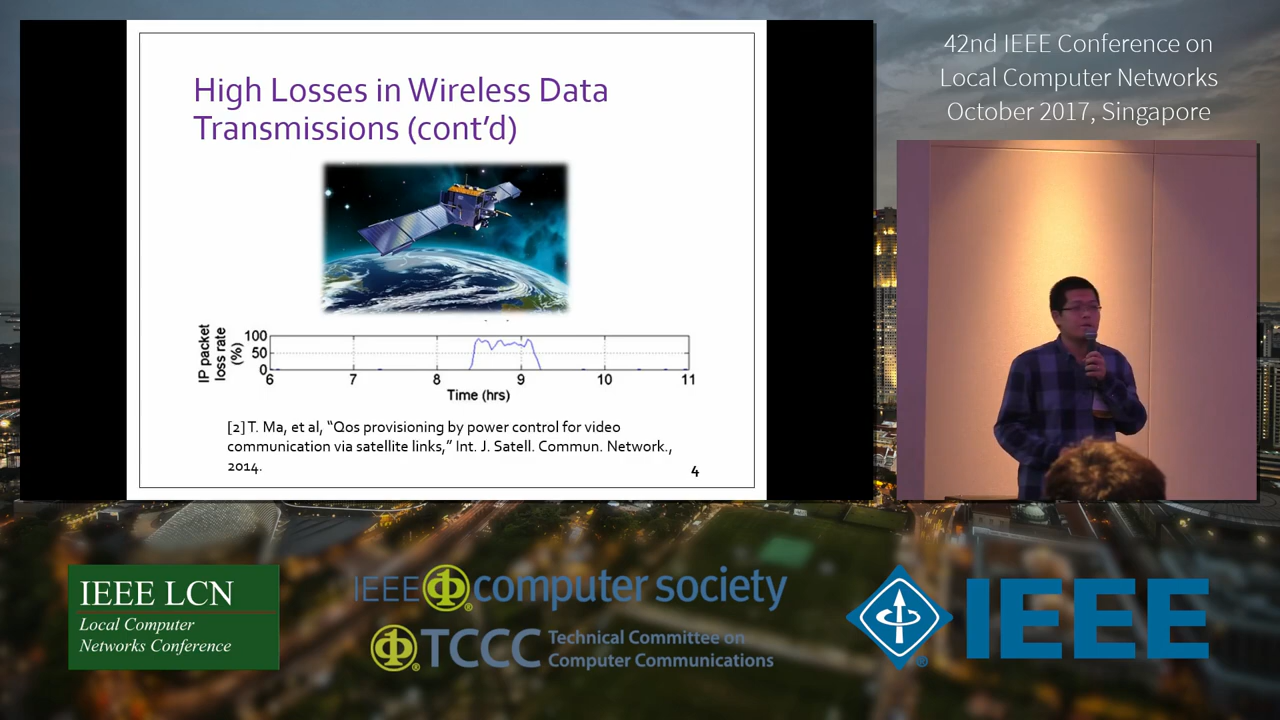 High Losses in Wireless Data
Transmissions (cont'd)
IP packet
loss rate
(%)
100
50
0
6 7 8 9 10 11
Time (hrs)
[2] T. Ma, et al, “Qos provisioning by power control for video
communication via satellite links,” Int. J. Satell. Commun. Network.,
2014.
4
42nd IEEE Conference on
Local Computer Networks
October 2017, Singapore
IEEE LCN
Local Computer
Networks Conference
IEEE computer society
®
TCCC Technical Committee on
Computer Communications
®
IEEE
®